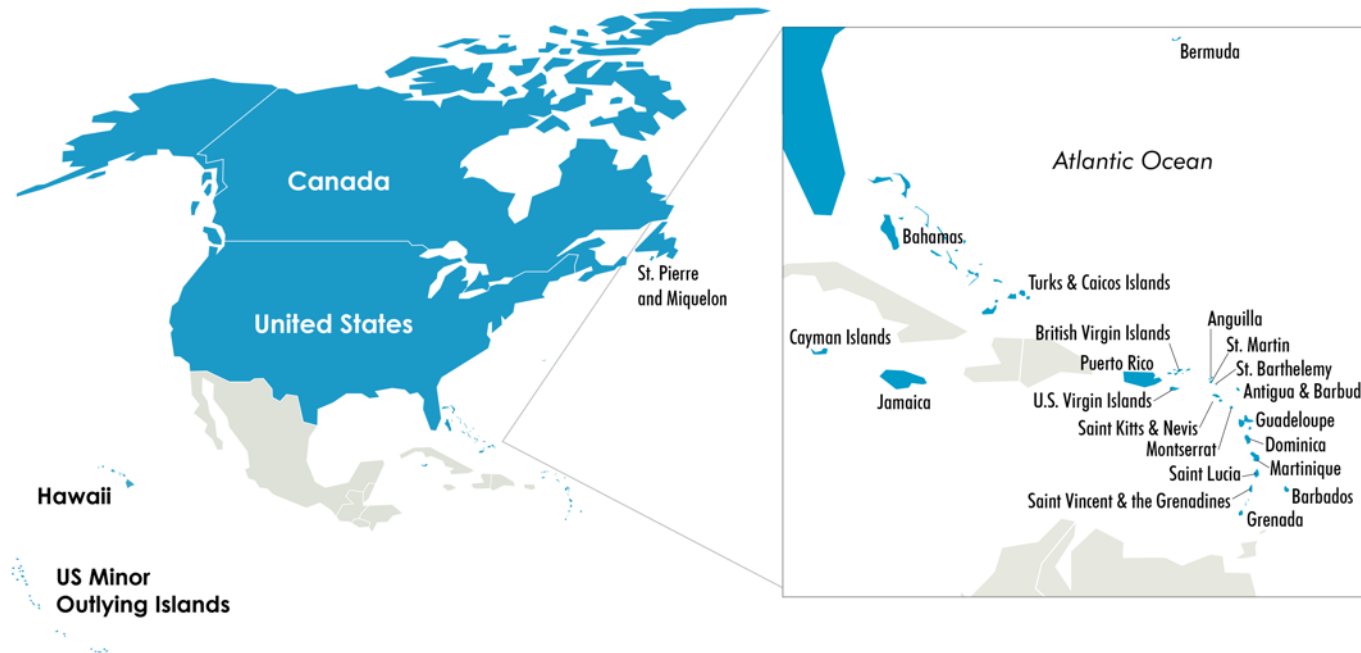 Canada
United States
St. Pierre
and Miquelon
Hawaii
US Minor
Outlying Islands
Bermuda
Atlantic Ocean
Bahamas
Turks & Caicos Islands
Cayman Islands
British Virgin Islands
Anguilla
St. Martin
Puerto Rico
St. Barthelemy
Jamaica
U.S. Virgin Islands
Antigua & Barbud
Saint Kitts & Nevis
Guadeloupe
Montserrat
Dominica
Saint Lucia
Martinique
Saint Vincent & the Grenadines
Barbados
Grenada